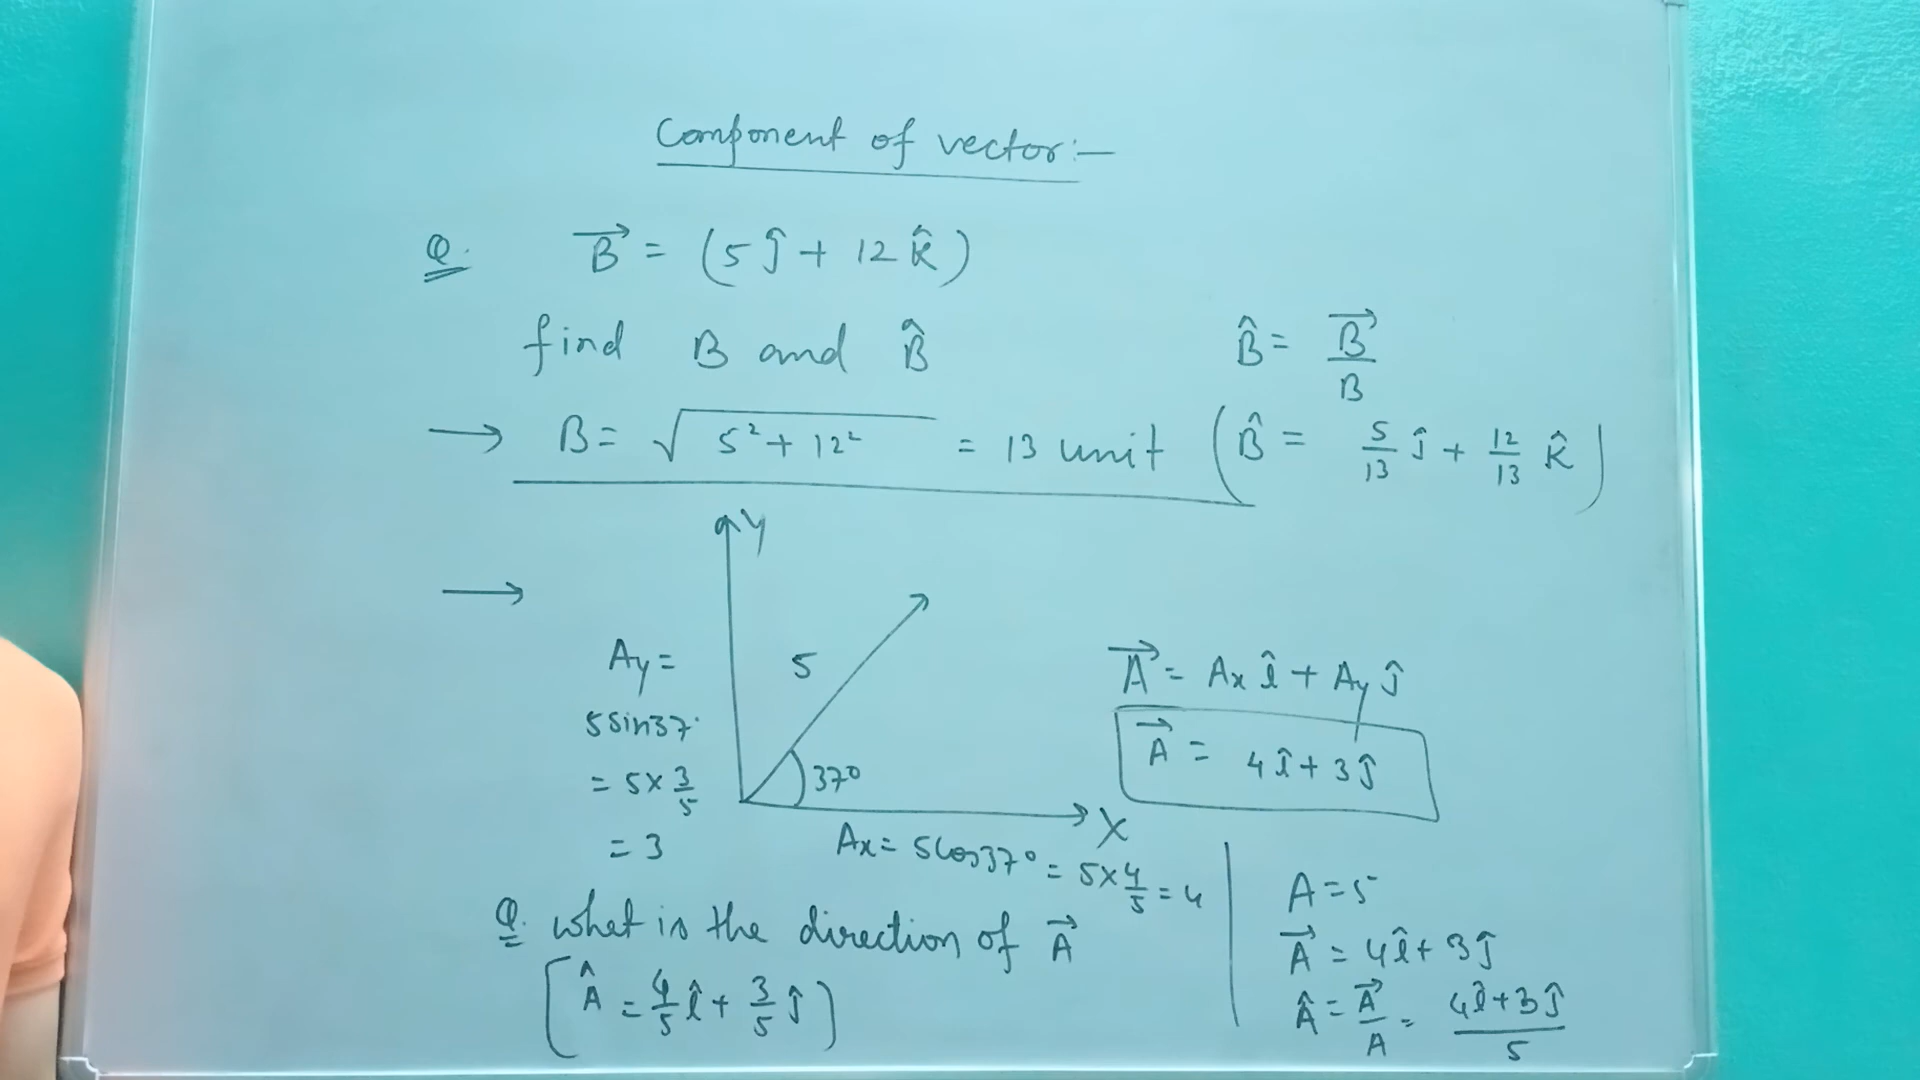 Component of vector:—
Q. B⃗ = (5ĵ + 12k̂)
find B and B̂
B̂ = B⃗/B
→ B = √(5² + 12²) = 13 unit (B̂ = 5/13 ĵ + 12/13 k̂)
Y
→
Ay =
5sin37°
= 5×3/5
= 3
5
37°
X
Ax = 5cos37° = 5×4/5 = 4
A⃗ = Ax î + Ay ĵ
A⃗ = 4î + 3ĵ
Q. what is the direction of A⃗
[Â = 4/5 î + 3/5 ĵ)
A = 5
A⃗ = 4î + 3ĵ
Â = A⃗/A = (4î + 3ĵ)/5